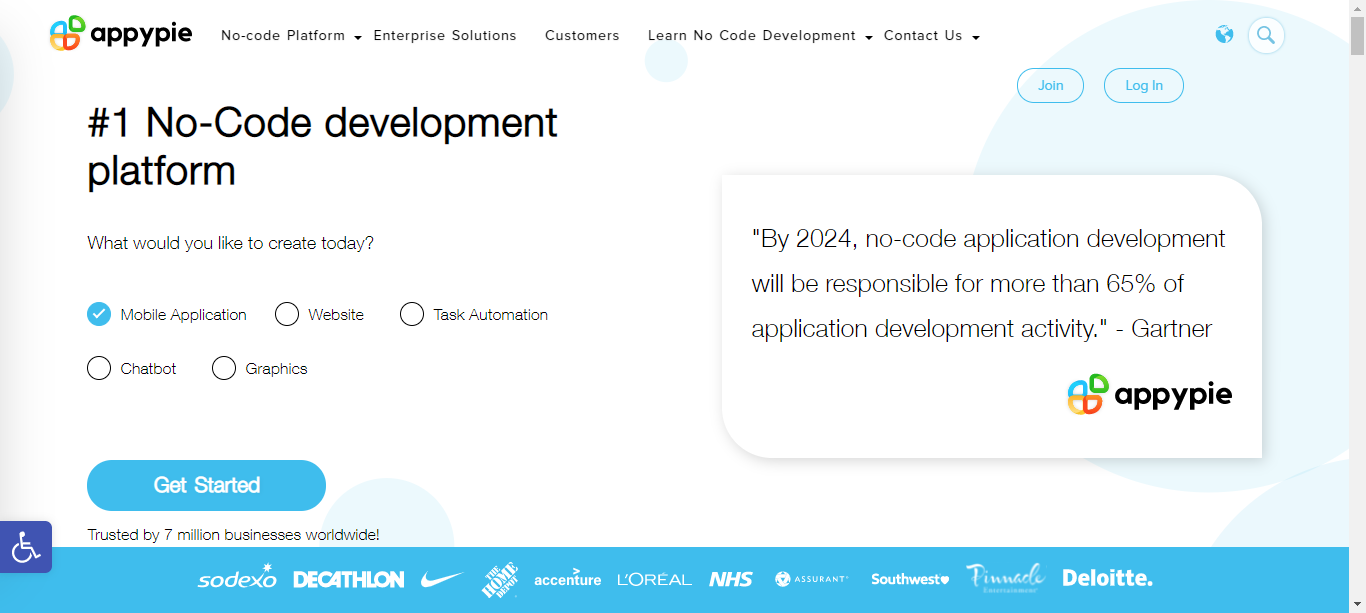 appypie
No-code Platform
Enterprise Solutions
Customers
Learn No Code Development
Contact Us
Join
Log In
#1 No-Code development
platform
What would you like to create today?
Mobile Application
Website
Task Automation
Chatbot
Graphics
Get Started
Trusted by 7 million businesses worldwide!
"By 2024, no-code application development
will be responsible for more than 65% of
application development activity." - Gartner
appypie
sodexo
DECATHLON
THE
HOME
DEPOT
accenture
L'ORÉAL
NHS
ASSURANT
Southwest
Pinnacle
Entertainment
Deloitte.